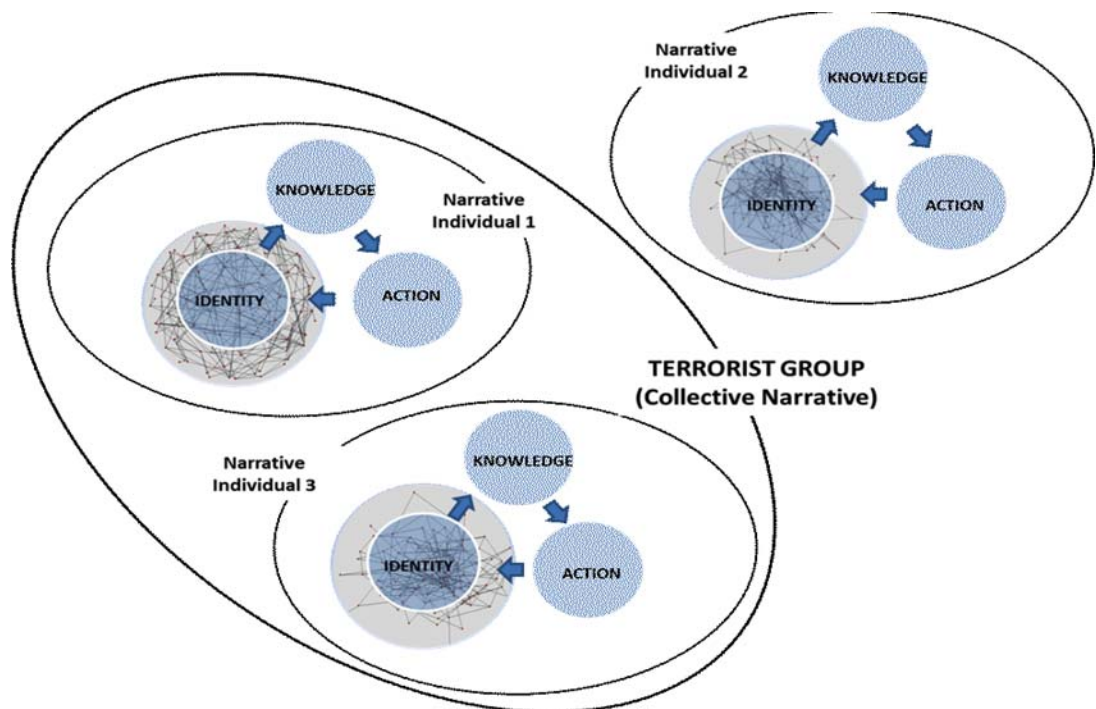 Narrative
Individual 2
KNOWLEDGE
IDENTITY
ACTION
KNOWLEDGE
Narrative
Individual 1
IDENTITY
ACTION
TERRORIST GROUP
(Collective Narrative)
Narrative
Individual 3
KNOWLEDGE
IDENTITY
ACTION